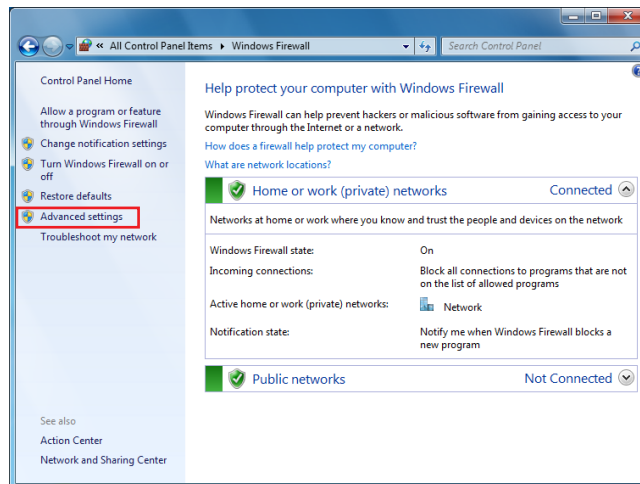 « All Control Panel Items ▸ Windows Firewall
Search Control Panel
Control Panel Home
Allow a program or feature
through Windows Firewall
Change notification settings
Turn Windows Firewall on or
off
Restore defaults
Advanced settings
Troubleshoot my network
See also
Action Center
Network and Sharing Center
Help protect your computer with Windows Firewall
Windows Firewall can help prevent hackers or malicious software from gaining access to your
computer through the Internet or a network.
How does a firewall help protect my computer?
What are network locations?
Home or work (private) networks Connected
Networks at home or work where you know and trust the people and devices on the network
Windows Firewall state: On
Incoming connections: Block all connections to programs that are not
on the list of allowed programs
Active home or work (private) networks: Network
Notification state: Notify me when Windows Firewall blocks a
new program
Public networks Not Connected